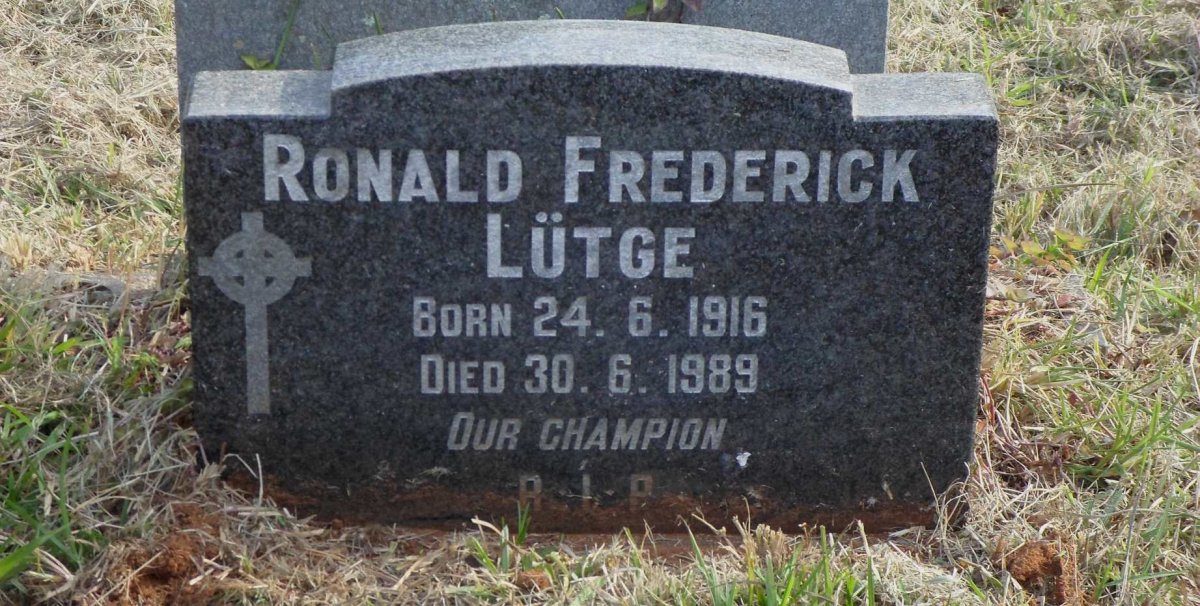 RONALD FREDERICK
LÜTGE
BORN 24. 6. 1916
DIED 30. 6. 1989
OUR CHAMPION
R I P